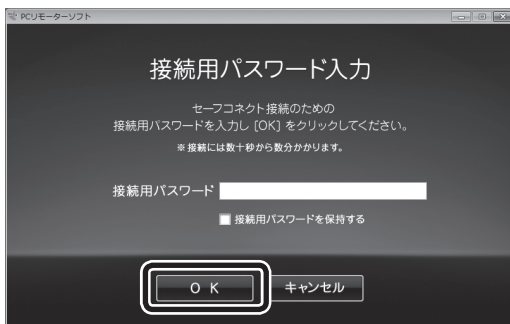 PCリモーターソフト
接続用パスワード入力
セーフコネクト接続のための
接続用パスワードを入力し [OK] をクリックしてください。
※接続には数十秒から数分かかります。
接続用パスワード
接続用パスワードを保持する
OK
キャンセル